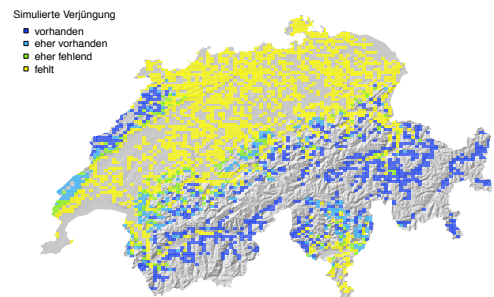 Simulierte Verjüngung
vorhanden
eher vorhanden
eher fehlend
fehlt